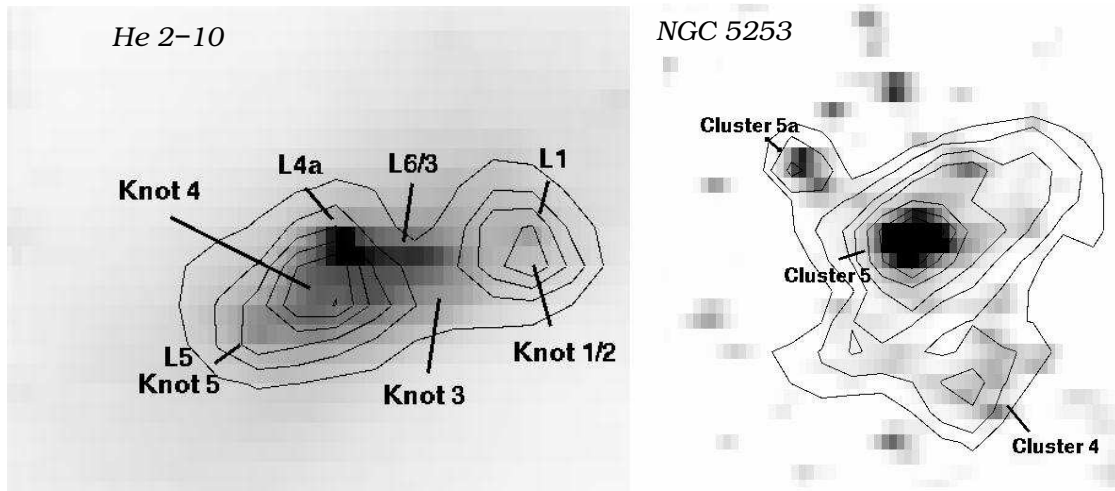 He 2-10
NGC 5253
L4a
L6/3
L1
Knot 4
Knot 1/2
L5
Knot 5
Knot 3
Cluster 5a
Cluster 5
Cluster 4